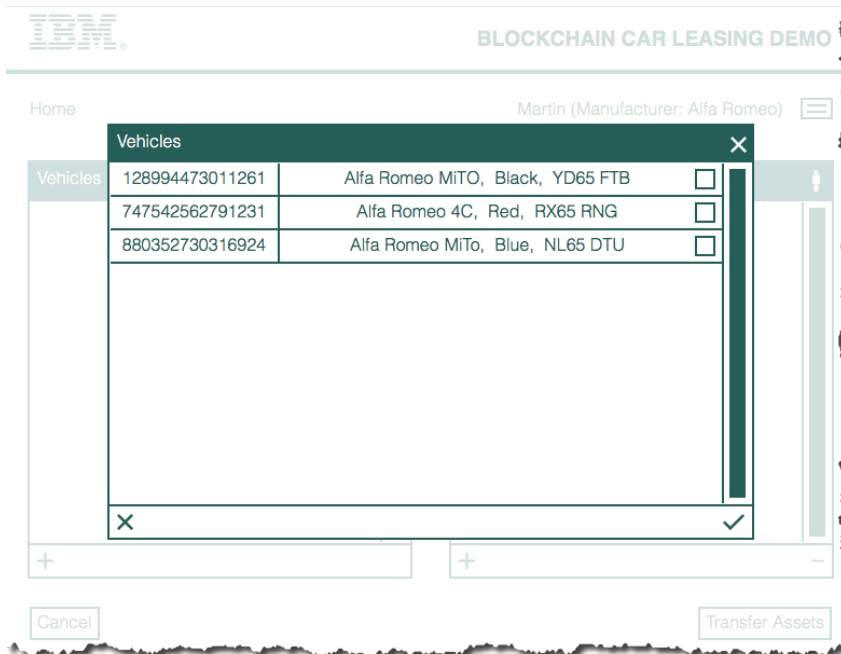 IBM®
BLOCKCHAIN CAR LEASING DEMO
Home
Martin (Manufacturer: Alfa Romeo)
Vehicles
Vehicles
128994473011261 Alfa Romeo MiTO, Black, YD65 FTB
747542562791231 Alfa Romeo 4C, Red, RX65 RNG
880352730316924 Alfa Romeo MiTo, Blue, NL65 DTU
Cancel
Transfer Assets